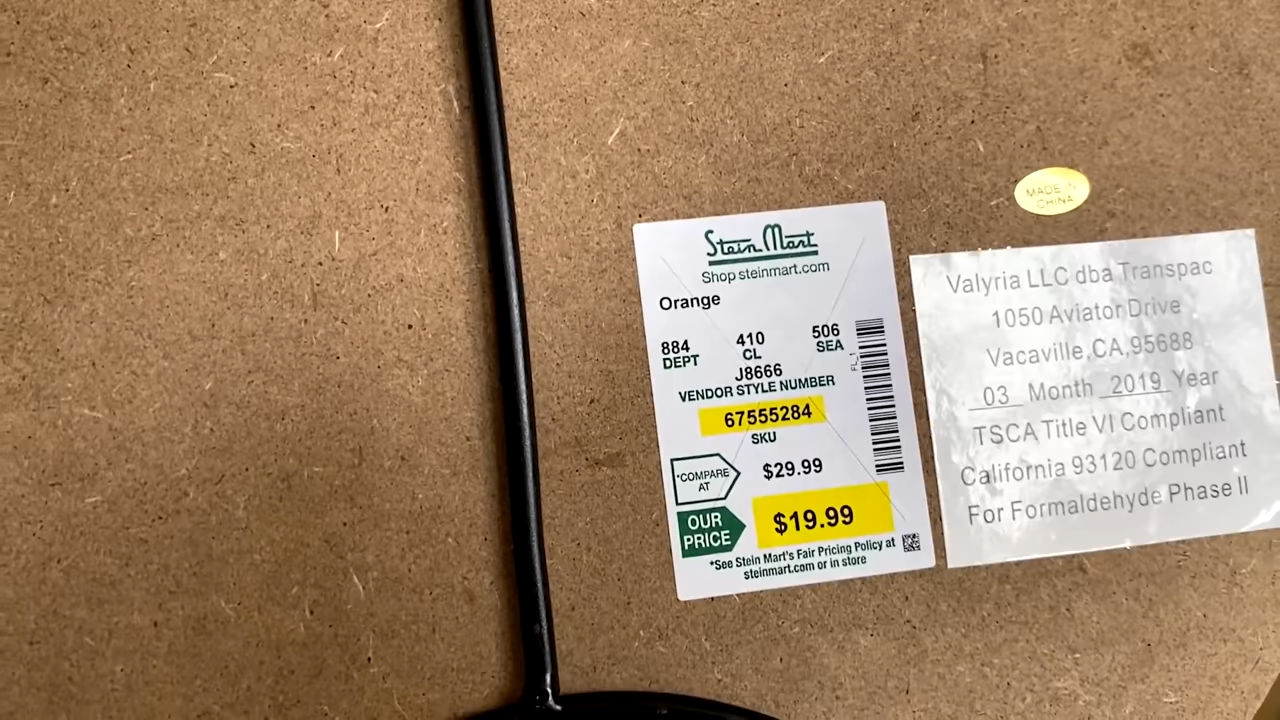 MADE IN
CHINA
Stein Mart
Shop steinmart.com
Orange
884 410 506
DEPT CL SEA
J8666
VENDOR STYLE NUMBER
FL_1
67555284
SKU
*COMPARE
AT
$29.99
OUR
PRICE
$19.99
*See Stein Mart's Fair Pricing Policy at
steinmart.com or in store
Valyria LLC dba Transpac
1050 Aviator Drive
Vacaville,CA,95688
03 Month 2019 Year
TSCA Title VI Compliant
California 93120 Compliant
For Formaldehyde Phase II